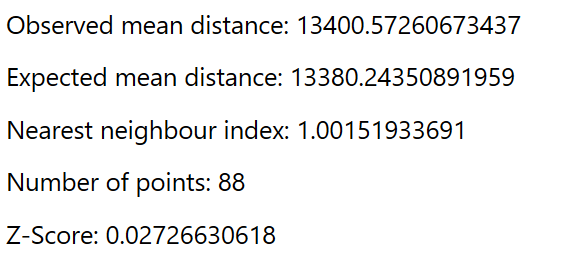 Observed mean distance: 13400.57260673437
Expected mean distance: 13380.24350891959
Nearest neighbour index: 1.00151933691
Number of points: 88
Z-Score: 0.02726630618